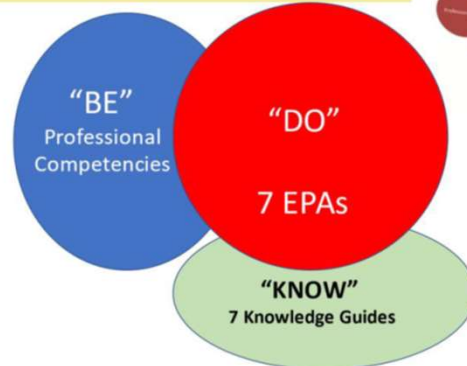 “BE”
Professional
Competencies
“DO”
7 EPAs
“KNOW”
7 Knowledge Guides